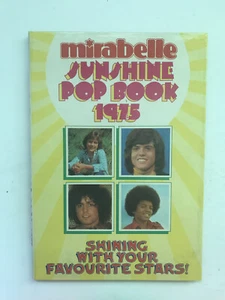 mirabelle
SUNSHINE
POP BOOK
1975
SHINING
WITH YOUR
FAVOURITE STARS!